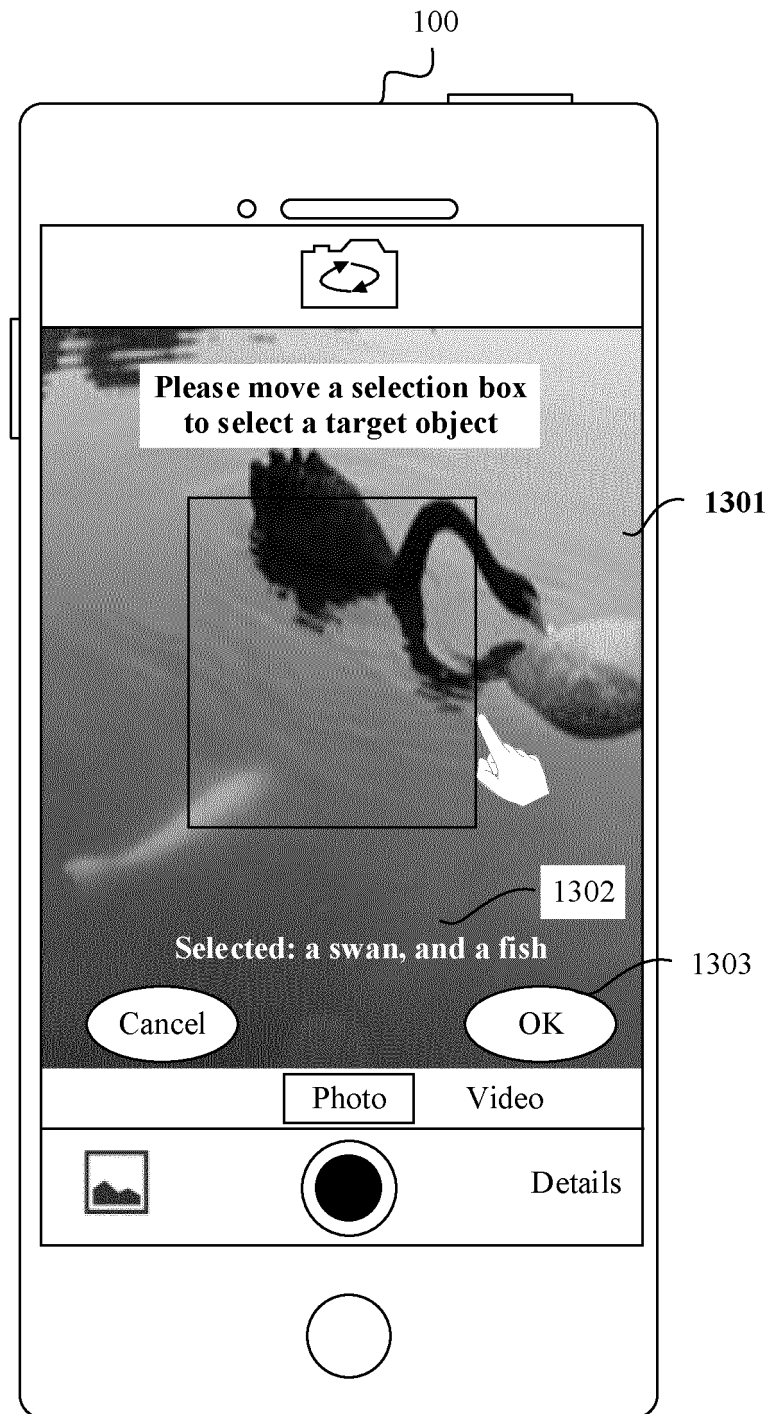 100
Please move a selection box
to select a target object
1301
1302
Selected: a swan, and a fish
1303
Cancel
OK
Photo
Video
Details